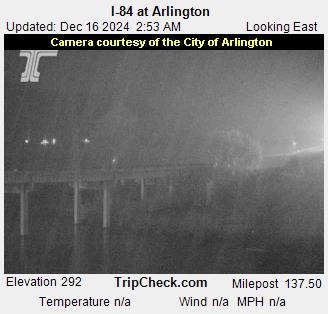 I-84 at Arlington
Updated: Dec 16 2024 2:53 AM Looking East
Camera courtesy of the City of Arlington
Elevation 292 TripCheck.com Milepost 137.50
Temperature n/a Wind n/a MPH n/a